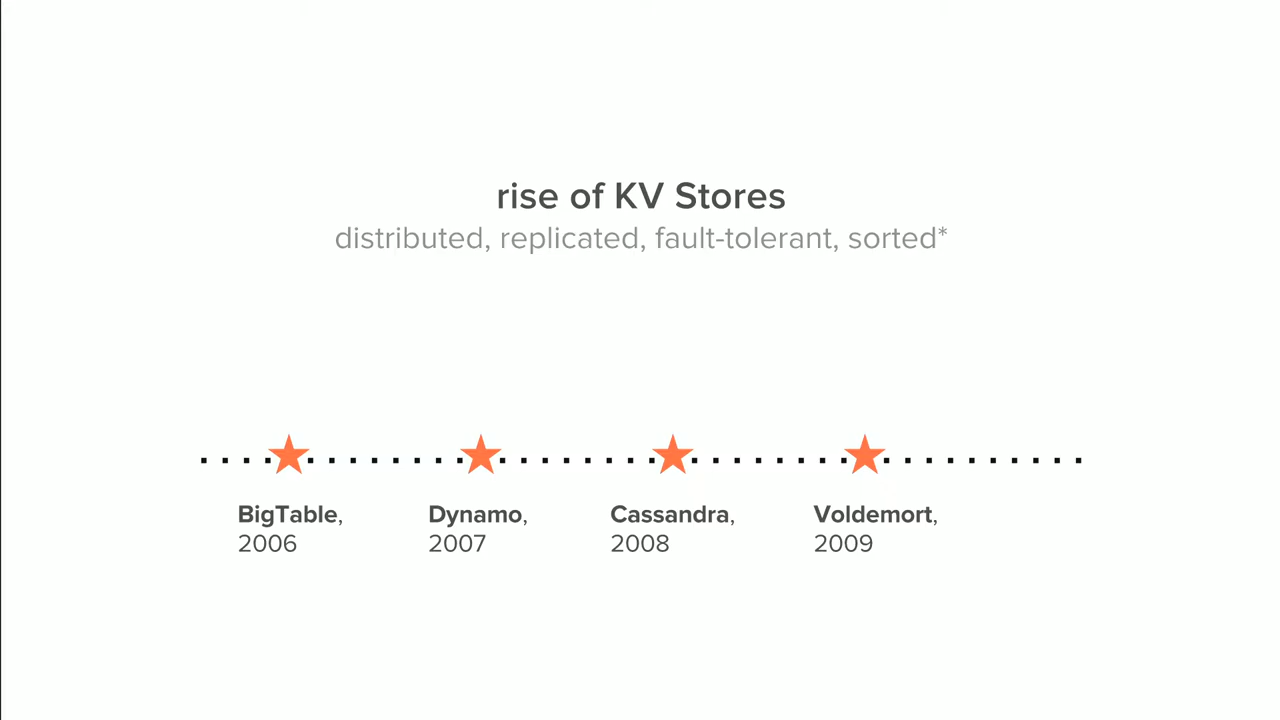 rise of KV Stores
distributed, replicated, fault-tolerant, sorted*
BigTable,
2006
Dynamo,
2007
Cassandra,
2008
Voldemort,
2009